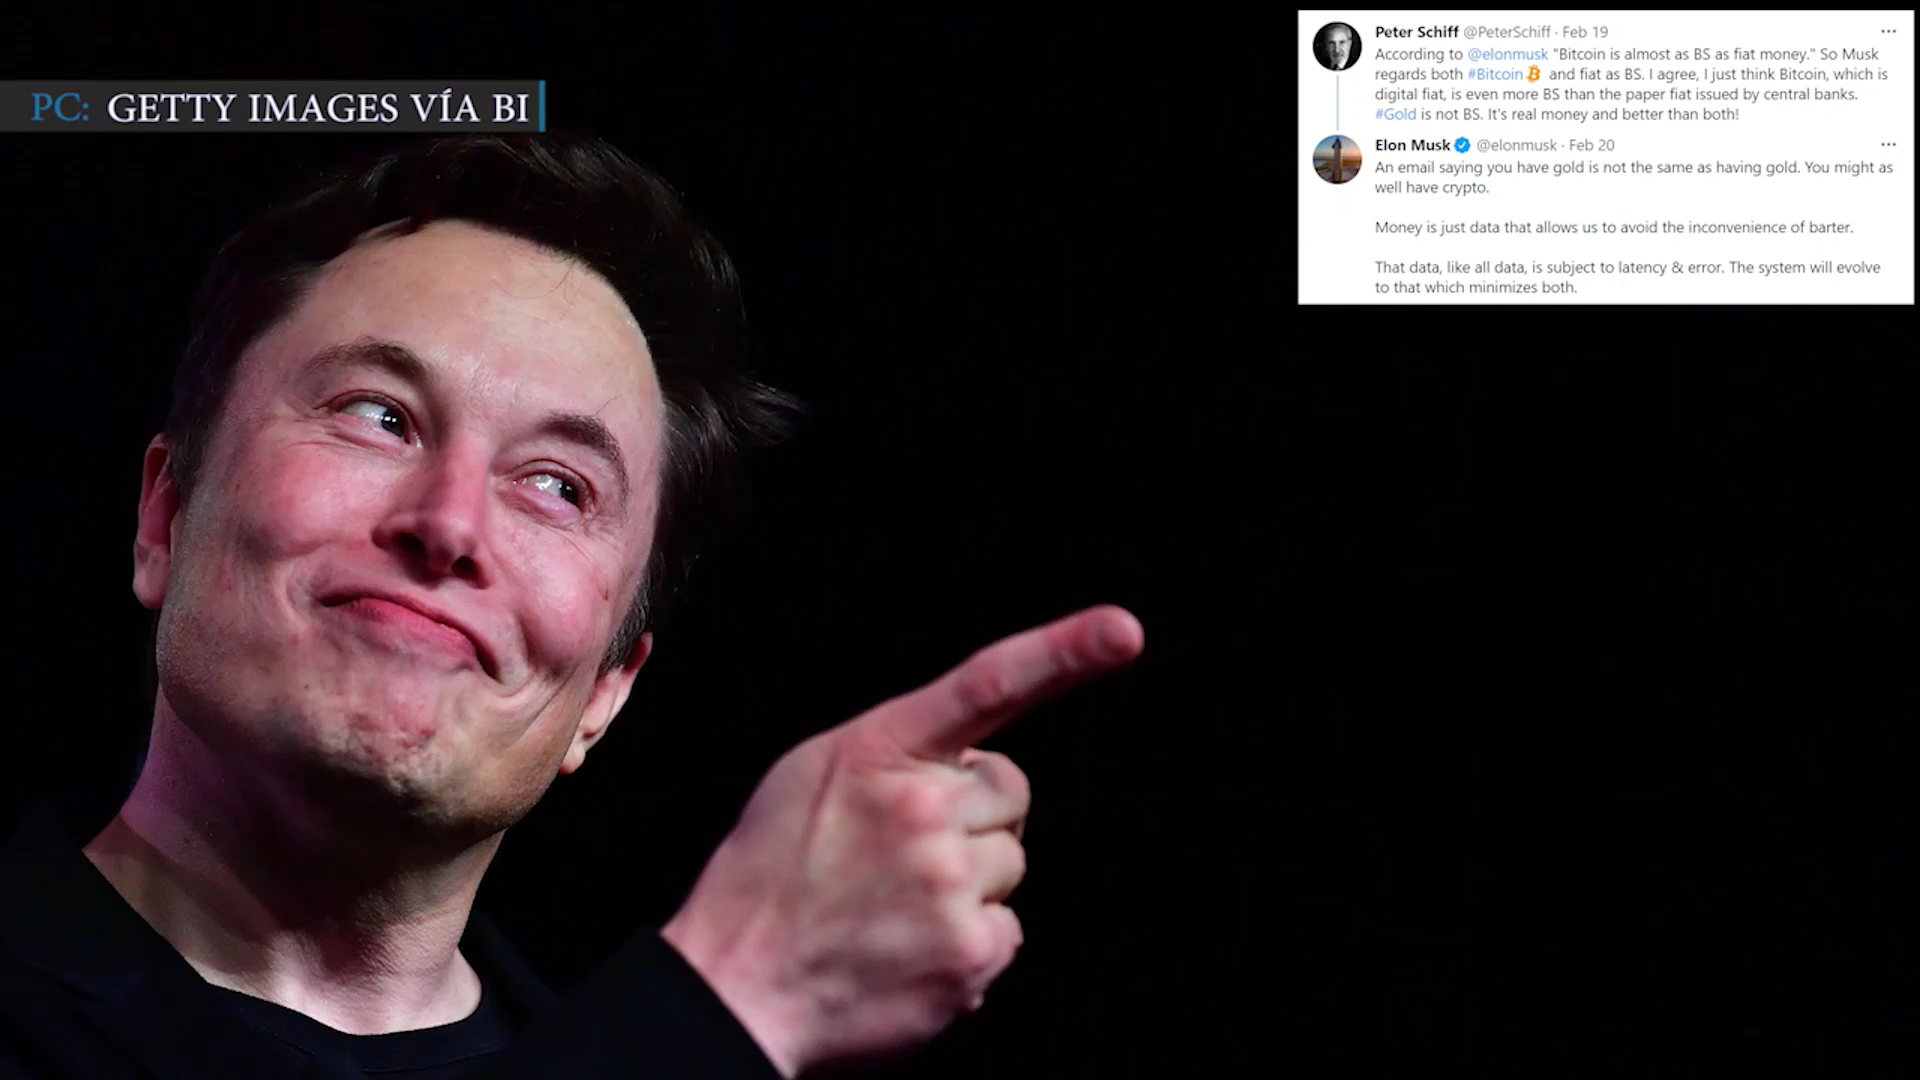 PC: GETTY IMAGES VÍA BI
Peter Schiff @PeterSchiff · Feb 19
According to @elonmusk "Bitcoin is almost as BS as fiat money." So Musk
regards both #Bitcoin and fiat as BS. I agree, I just think Bitcoin, which is
digital fiat, is even more BS than the paper fiat issued by central banks.
#Gold is not BS. It's real money and better than both!
Elon Musk @elonmusk · Feb 20
An email saying you have gold is not the same as having gold. You might as
well have crypto.
Money is just data that allows us to avoid the inconvenience of barter.
That data, like all data, is subject to latency & error. The system will evolve
to that which minimizes both.